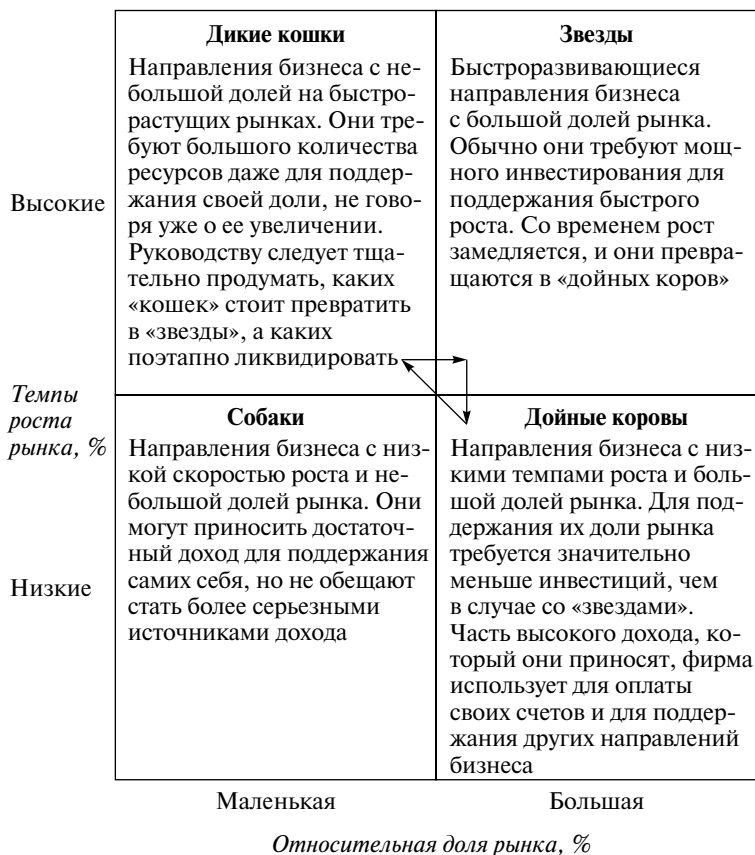 Дикие кошки
Направления бизнеса с не-
большой долей на быстро-
растущих рынках. Они тре-
буют большого количества
ресурсов даже для поддер-
жания своей доли, не гово-
ря уже о ее увеличении.
Руководству следует тща-
тельно продумать, каких
«кошек» стоит превратить
в «звезды», а каких
поэтапно ликвидировать
Звезды
Быстроразвивающиеся
направления бизнеса
с большой долей рынка.
Обычно они требуют мощ-
ного инвестирования для
поддержания быстрого
роста. Со временем рост
замедляется, и они превра-
щаются в «дойных коров»
Высокие
Темпы
роста
рынка, %
Низкие
Собаки
Направления бизнеса с низ-
кой скоростью роста и не-
большой долей рынка. Они
могут приносить достаточ-
ный доход для поддержания
самих себя, но не обещают
стать более серьезными
источниками дохода
Дойные коровы
Направления бизнеса с низ-
кими темпами роста и боль-
шой долей рынка. Для под-
держания их доли рынка
требуется значительно
меньше инвестиций, чем
в случае со «звездами».
Часть высокого дохода, ко-
торый они приносят, фирма
использует для оплаты
своих счетов и для поддер-
жания других направлений
бизнеса
Маленькая
Большая
Относительная доля рынка, %